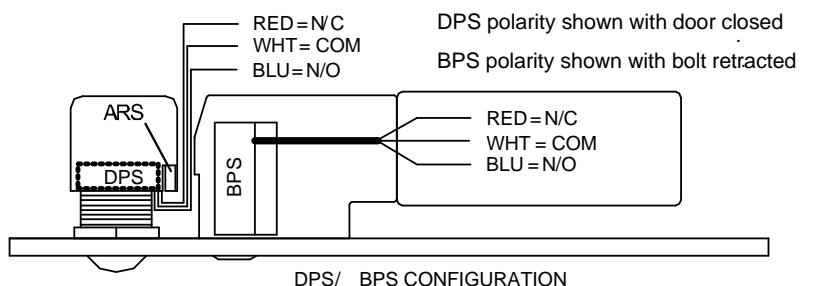 RED = N/C
WHT = COM
BLU = N/O
DPS polarity shown with door closed
BPS polarity shown with bolt retracted
ARS
DPS
BPS
RED = N/C
WHT = COM
BLU = N/O
DPS/ BPS CONFIGURATION